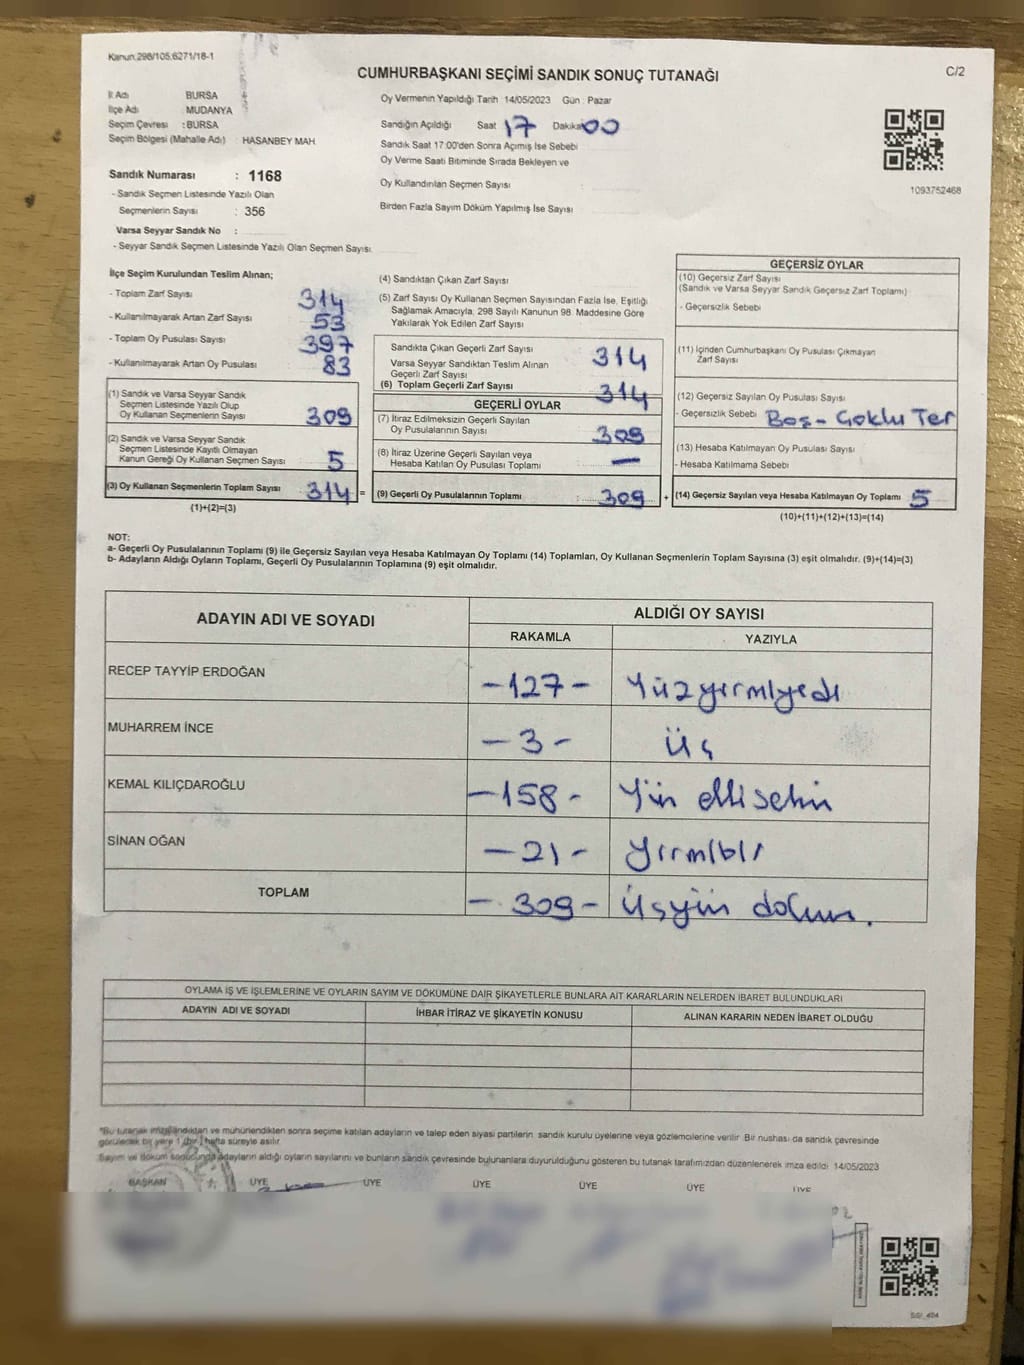 Kanun.298/105;6271/18-1
CUMHURBAŞKANI SEÇİMİ SANDIK SONUÇ TUTANAĞI
C/2
İl Adı BURSA
İlçe Adı MUDANYA
Seçim Çevresi : BURSA
Seçim Bölgesi (Mahalle Adı) : HASANBEY MAH
Oy Vermenin Yapıldığı Tarih 14/05/2023 Gün : Pazar
Sandığın Açıldığı Saat 17 Dakika 00
Sandık Saat 17:00'den Sonra Açımış İse Sebebi
Oy Verme Saati Bitiminde Sırada Bekleyen ve
Oy Kullandırılan Seçmen Sayısı
Birden Fazla Sayım Döküm Yapılmış İse Sayısı
1093752468
Sandık Numarası : 1168
- Sandık Seçmen Listesinde Yazılı Olan
Seçmenlerin Sayısı : 356
Varsa Seyyar Sandık No :
- Seyyar Sandık Seçmen Listesinde Yazılı Olan Seçmen Sayısı
İlçe Seçim Kurulundan Teslim Alınan;
- Toplam Zarf Sayısı 314
- Kullanılmayarak Artan Zarf Sayısı 53
- Toplam Oy Pusulası Sayısı 397
- Kullanılmayarak Artan Oy Pusulası 83
(1) Sandık ve Varsa Seyyar Sandık
Seçmen Listesinde Yazılı Olup
Oy Kullanan Seçmenlerin Sayısı 309
(2) Sandık ve Varsa Seyyar Sandık
Seçmen Listesinde Kayıtlı Olmayan
Kanun Gereği Oy Kullanan Seçmen Sayısı 5
(3) Oy Kullanan Seçmenlerin Toplam Sayısı 314 =
(1)+(2)=(3)
(4) Sandıktan Çıkan Zarf Sayısı
(5) Zarf Sayısı Oy Kullanan Seçmen Sayısından Fazla İse, Eşitliği
Sağlamak Amacıyla, 298 Sayılı Kanunun 98. Maddesine Göre
Yakılarak Yok Edilen Zarf Sayısı
Sandıkta Çıkan Geçerli Zarf Sayısı 314
Varsa Seyyar Sandıktan Teslim Alınan
Geçerli Zarf Sayısı
(6) Toplam Geçerli Zarf Sayısı 314
GEÇERLİ OYLAR
(7) İtiraz Edilmeksizin Geçerli Sayılan
Oy Pusulalarının Sayısı 309
(8) İtiraz Üzerine Geçerli Sayılan veya
Hesaba Katılan Oy Pusulası Toplamı —
(9) Geçerli Oy Pusulalarının Toplamı : 309 +
GEÇERSİZ OYLAR
(10) Geçersiz Zarf Sayısı
(Sandık ve Varsa Seyyar Sandık Geçersiz Zarf Toplamı)
- Geçersizlik Sebebi
(11) İçinden Cumhurbaşkanı Oy Pusulası Çıkmayan
Zarf Sayısı
(12) Geçersiz Sayılan Oy Pusulası Sayısı
- Geçersizlik Sebebi Boş - Çoklu Ter
(13) Hesaba Katılmayan Oy Pusulası Sayısı
- Hesaba Katılmama Sebebi
(14) Geçersiz Sayılan veya Hesaba Katılmayan Oy Toplamı 5
(10)+(11)+(12)+(13)=(14)
NOT:
a- Geçerli Oy Pusulalarının Toplamı (9) ile Geçersiz Sayılan veya Hesaba Katılmayan Oy Toplamı (14) Toplamları, Oy Kullanan Seçmenlerin Toplam Sayısına (3) eşit olmalıdır. (9)+(14)=(3)
b- Adayların Aldığı Oyların Toplamı, Geçerli Oy Pusulalarının Toplamına (9) eşit olmalıdır.
ADAYIN ADI VE SOYADI
ALDIĞI OY SAYISI
RAKAMLA YAZIYLA
RECEP TAYYİP ERDOĞAN -127- Yüzyirmiyedi
MUHARREM İNCE -3- Üç
KEMAL KILIÇDAROĞLU -158- Yüz ellisekiz
SİNAN OĞAN -21- Yirmibir
TOPLAM - 309- Üçyüz dokuz.
OYLAMA İŞ VE İŞLEMLERİNE VE OYLARIN SAYIM VE DÖKÜMÜNE DAİR ŞİKAYETLERLE BUNLARA AİT KARARLARIN NELERDEN İBARET BULUNDUKLARI
ADAYIN ADI VE SOYADI İHBAR İTİRAZ VE ŞİKAYETİN KONUSU ALINAN KARARIN NEDEN İBARET OLDUĞU
*Bu tutanak imzalandıktan ve mühürlendikten sonra seçime katılan adayların ve talep eden siyasi partilerin sandık kurulu üyelerine veya gözlemcilerine verilir. Bir nushası da sandık çevresinde
görülecek bir yere 1 (bir) hafta süreyle asılır.
Sayım ve döküm sonucunda adayların aldığı oyların sayılarını ve bunların sandık çevresinde bulunanlara duyurulduğunu gösteren bu tutanak tarafımızdan düzenlenerek imza edildi 14/05/2023
BAŞKAN ÜYE ÜYE ÜYE ÜYE ÜYE ÜYE